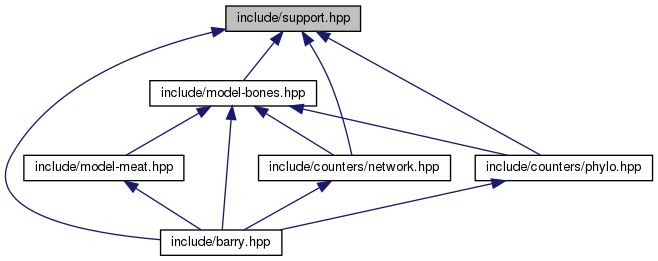 include/support.hpp
include/model-bones.hpp
include/model-meat.hpp
include/counters/network.hpp
include/counters/phylo.hpp
include/barry.hpp